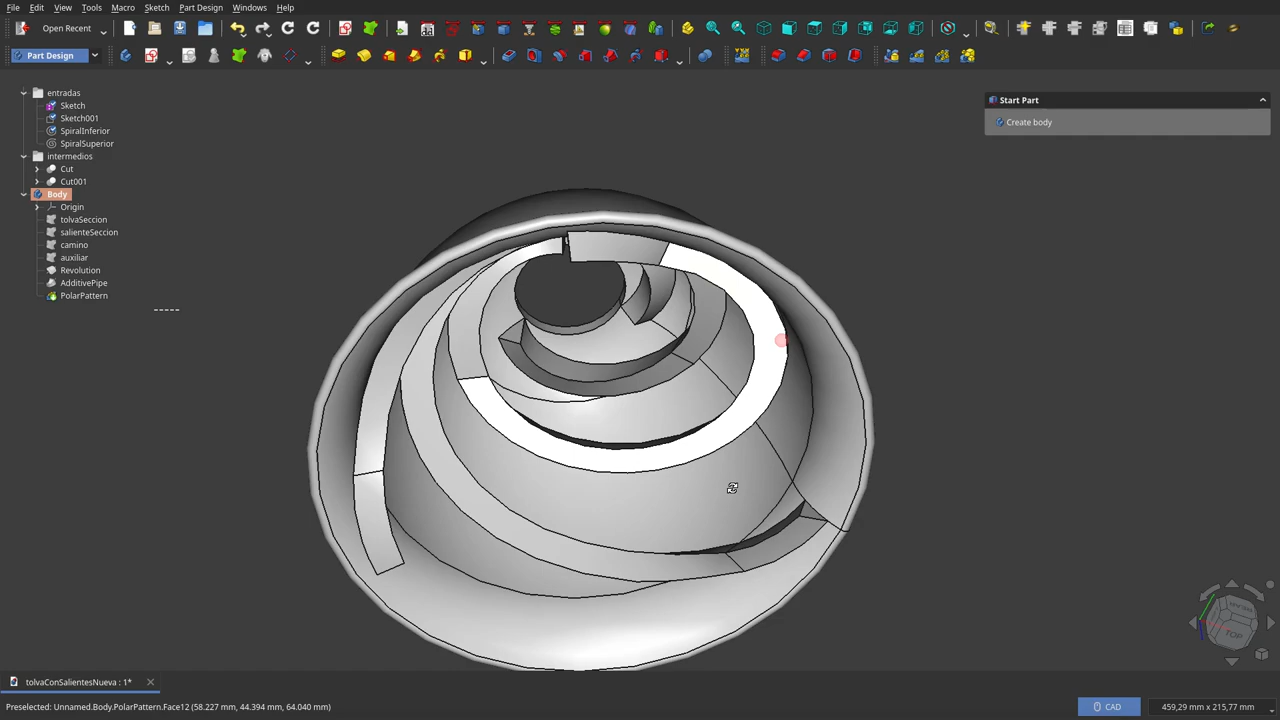 File Edit View Tools Macro Sketch Part Design Windows Help
Open Recent
Part Design
entradas
Sketch
Sketch001
SpiralInferior
SpiralSuperior
intermedios
Cut
Cut001
Body
Origin
tolvaSeccion
salienteSeccion
camino
auxiliar
Revolution
AdditivePipe
PolarPattern
Start Part
Create body
TOP
tolvaConSalientesNueva : 1*
Preselected: Unnamed.Body.PolarPattern.Face12 (58.227 mm, 44.394 mm, 64.040 mm)
CAD
459,29 mm x 215,77 mm